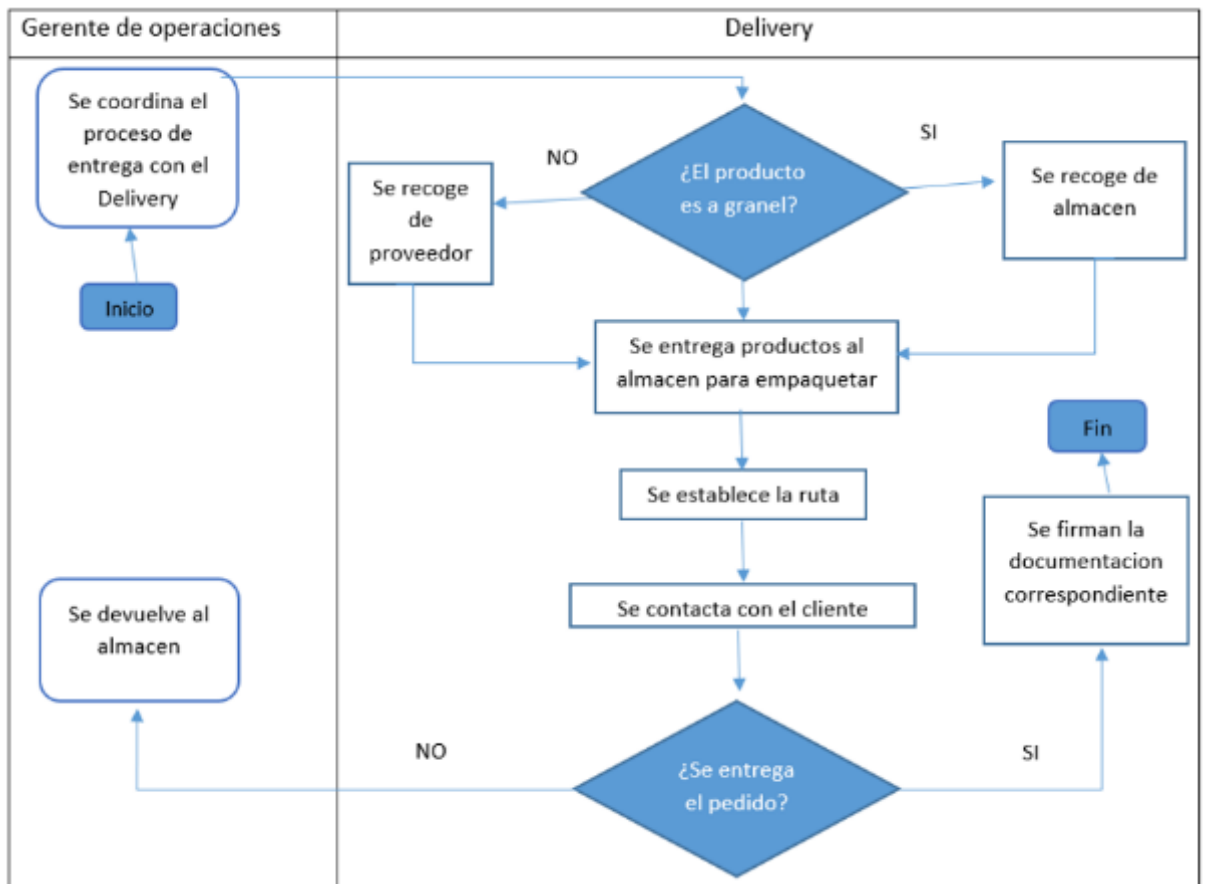 Gerente de operaciones
Delivery
Se coordina el
proceso de
entrega con el
Delivery
Inicio
¿El producto
es a granel?
NO
SI
Se recoge
de
proveedor
Se recoge de
almacen
Se entrega productos al
almacen para empaquetar
Se establece la ruta
Se contacta con el cliente
¿Se entrega
el pedido?
NO
SI
Se devuelve al
almacen
Se firman la
documentacion
correspondiente
Fin